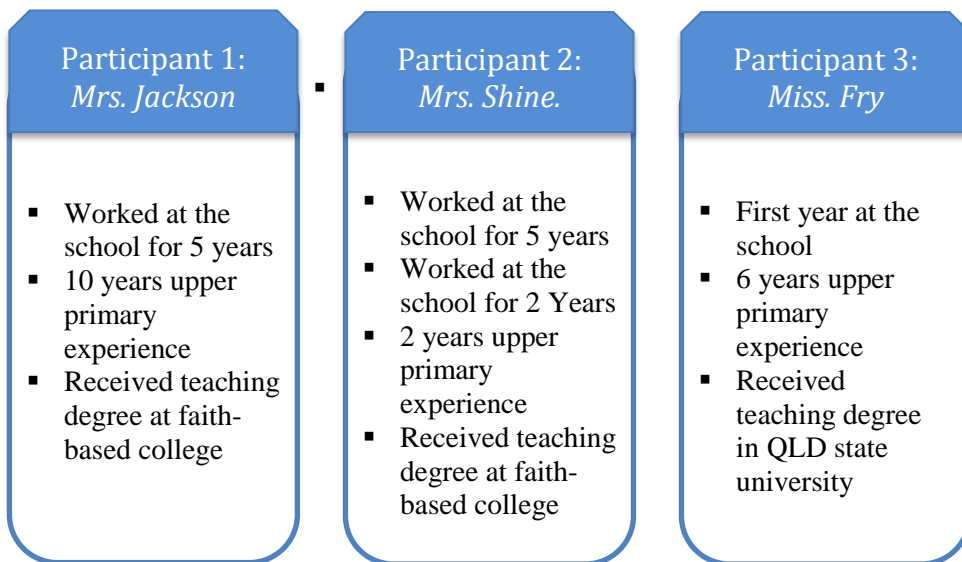 Participant 1:
Mrs. Jackson
▪ Worked at the
school for 5 years
▪ 10 years upper
primary
experience
▪ Received teaching
degree at faith-
based college
▪
Participant 2:
Mrs. Shine.
▪ Worked at the
school for 5 years
▪ Worked at the
school for 2 Years
▪ 2 years upper
primary
experience
▪ Received teaching
degree at faith-
based college
Participant 3:
Miss. Fry
▪ First year at the
school
▪ 6 years upper
primary
experience
▪ Received
teaching degree
in QLD state
university